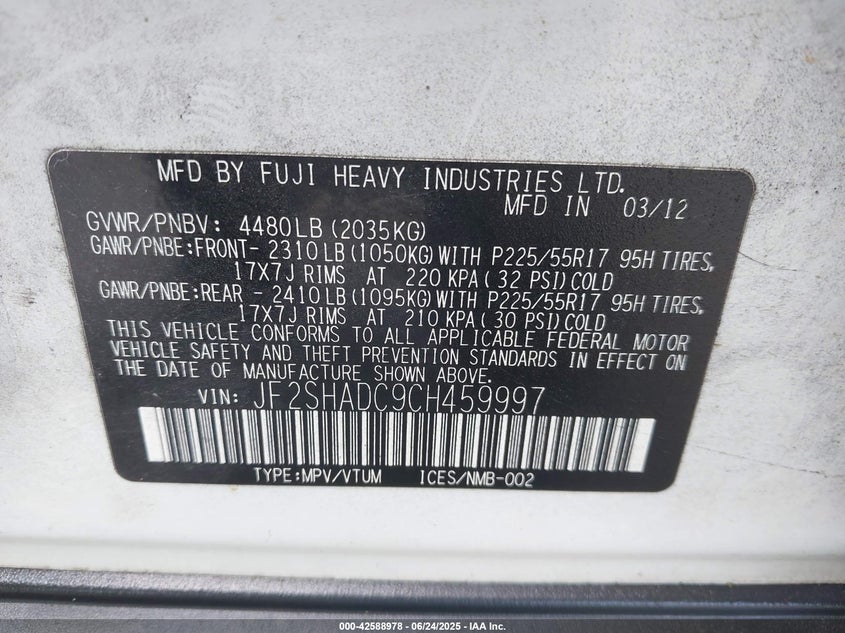 MFD BY FUJI HEAVY INDUSTRIES LTD.
MFD IN 03/12
GVWR/PNBV: 4480LB(2035KG)
GAWR/PNBE:FRONT- 2310LB(1050KG)WITH P225/55R17 95H TIRES,
17X7J RIMS AT 220 KPA(32 PSI)COLD
GAWR/PNBE:REAR - 2410LB(1095KG)WITH P225/55R17 95H TIRES,
17X7J RIMS AT 210 KPA(30 PSI)COLD
THIS VEHICLE CONFORMS TO ALL APPLICABLE FEDERAL MOTOR
VEHICLE SAFETY AND THEFT PREVENTION STANDARDS IN EFFECT ON
THE DATE OF MANUFACTURE SHOWN ABOVE.
VIN: JF2SHADC9CH459997
TYPE:MPV/VTUM ICES/NMB-002
000-42588978 - 06/24/2025 - IAA Inc.